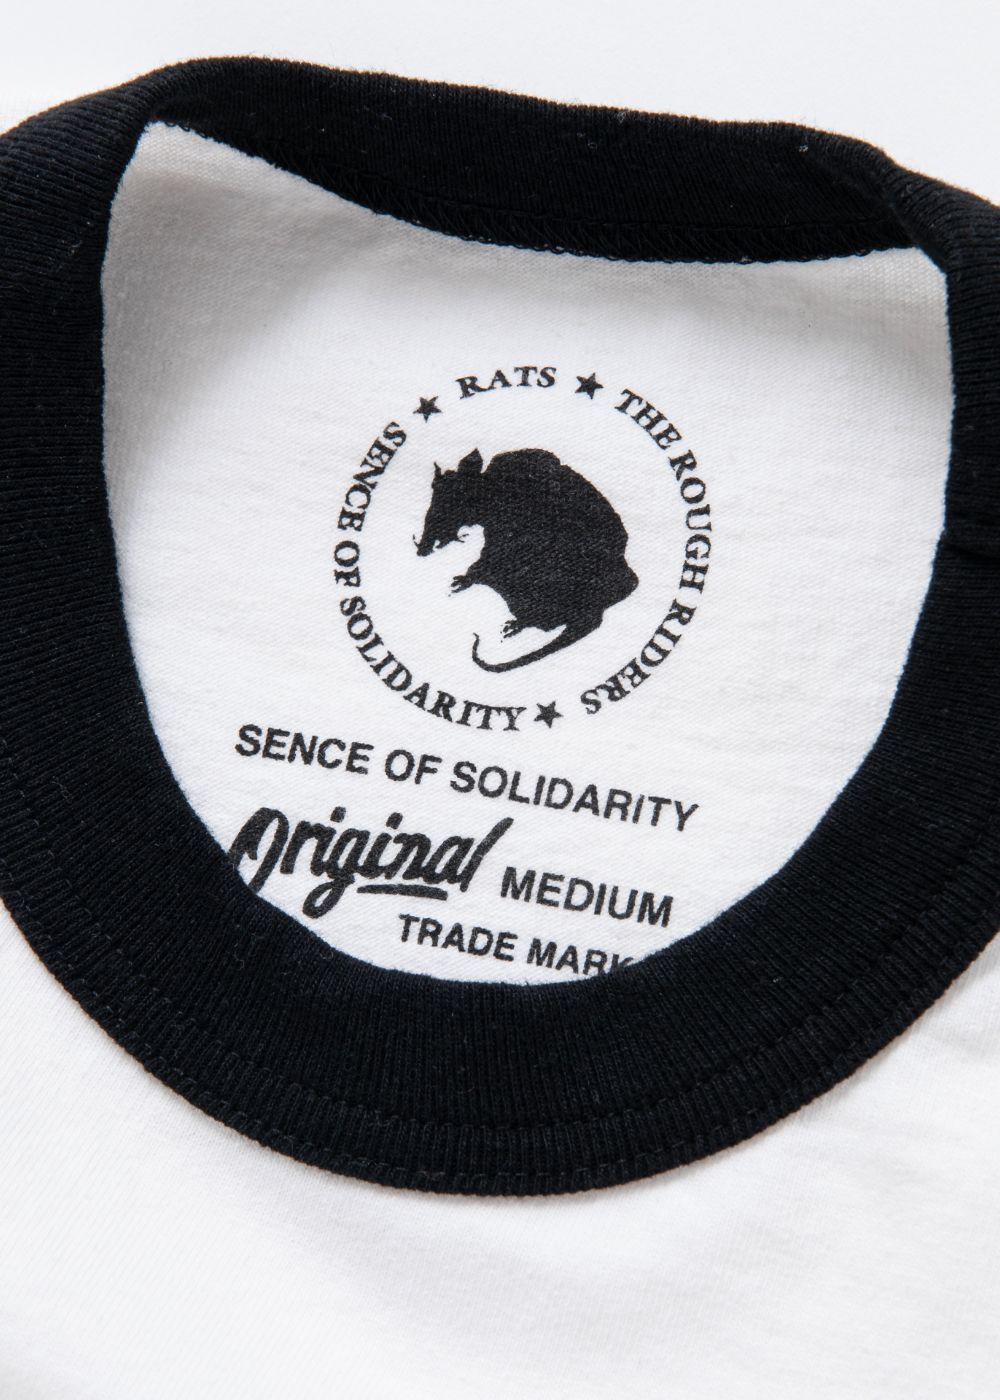 RATS ★ THE ROUGH RIDERS ★ SENCE OF SOLIDARITY ★
SENCE OF SOLIDARITY
Original MEDIUM
TRADE MARK